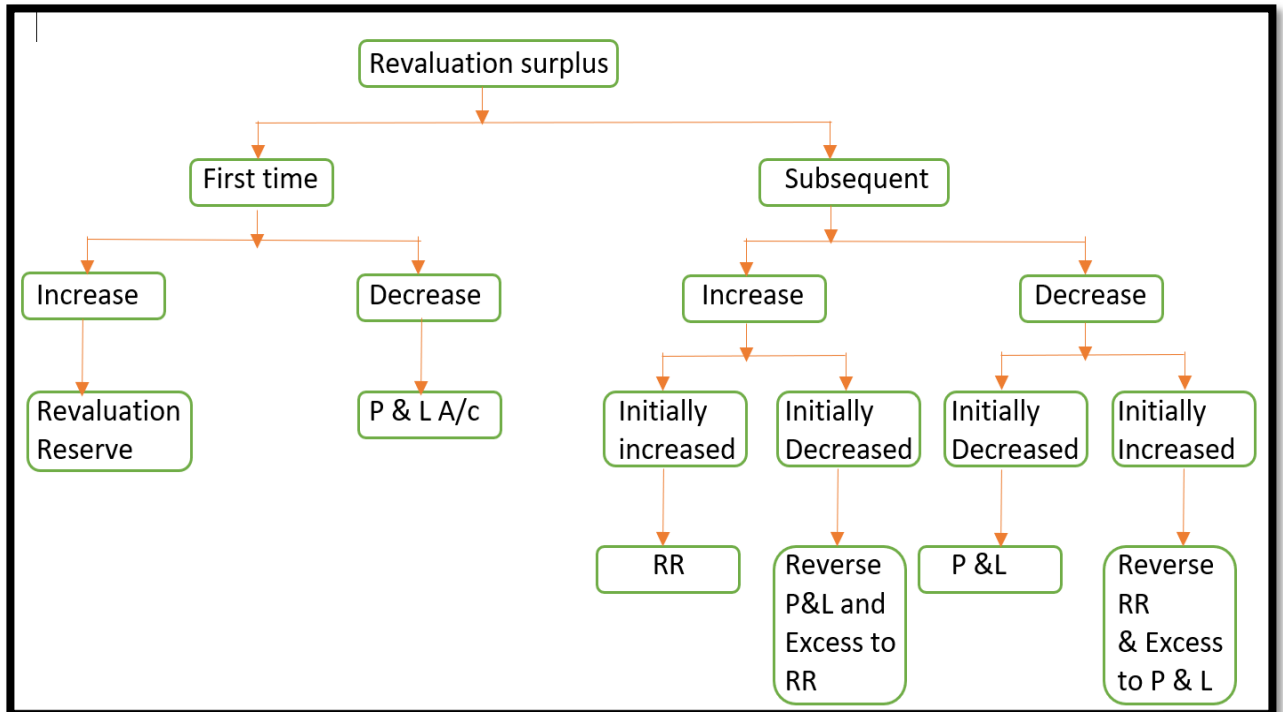 Revaluation surplus
First time
Subsequent
Increase
Decrease
Increase
Decrease
Revaluation
Reserve
P & L A/c
Initially
increased
Initially
Decreased
Initially
Decreased
Initially
Increased
RR
Reverse
P&L and
Excess to
RR
P &L
Reverse
RR
& Excess
to P & L